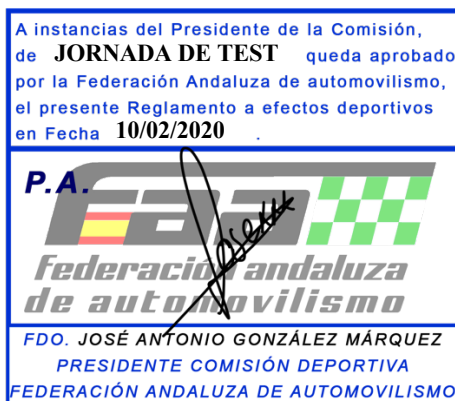 A instancias del Presidente de la Comisión,
de JORNADA DE TEST queda aprobado
por la Federación Andaluza de automovilismo,
el presente Reglamento a efectos deportivos
en Fecha 10/02/2020 .
P.A.
faa
federación andaluza
de automovilismo
FDO. JOSÉ ANTONIO GONZÁLEZ MÁRQUEZ
PRESIDENTE COMISIÓN DEPORTIVA
FEDERACIÓN ANDALUZA DE AUTOMOVILISMO